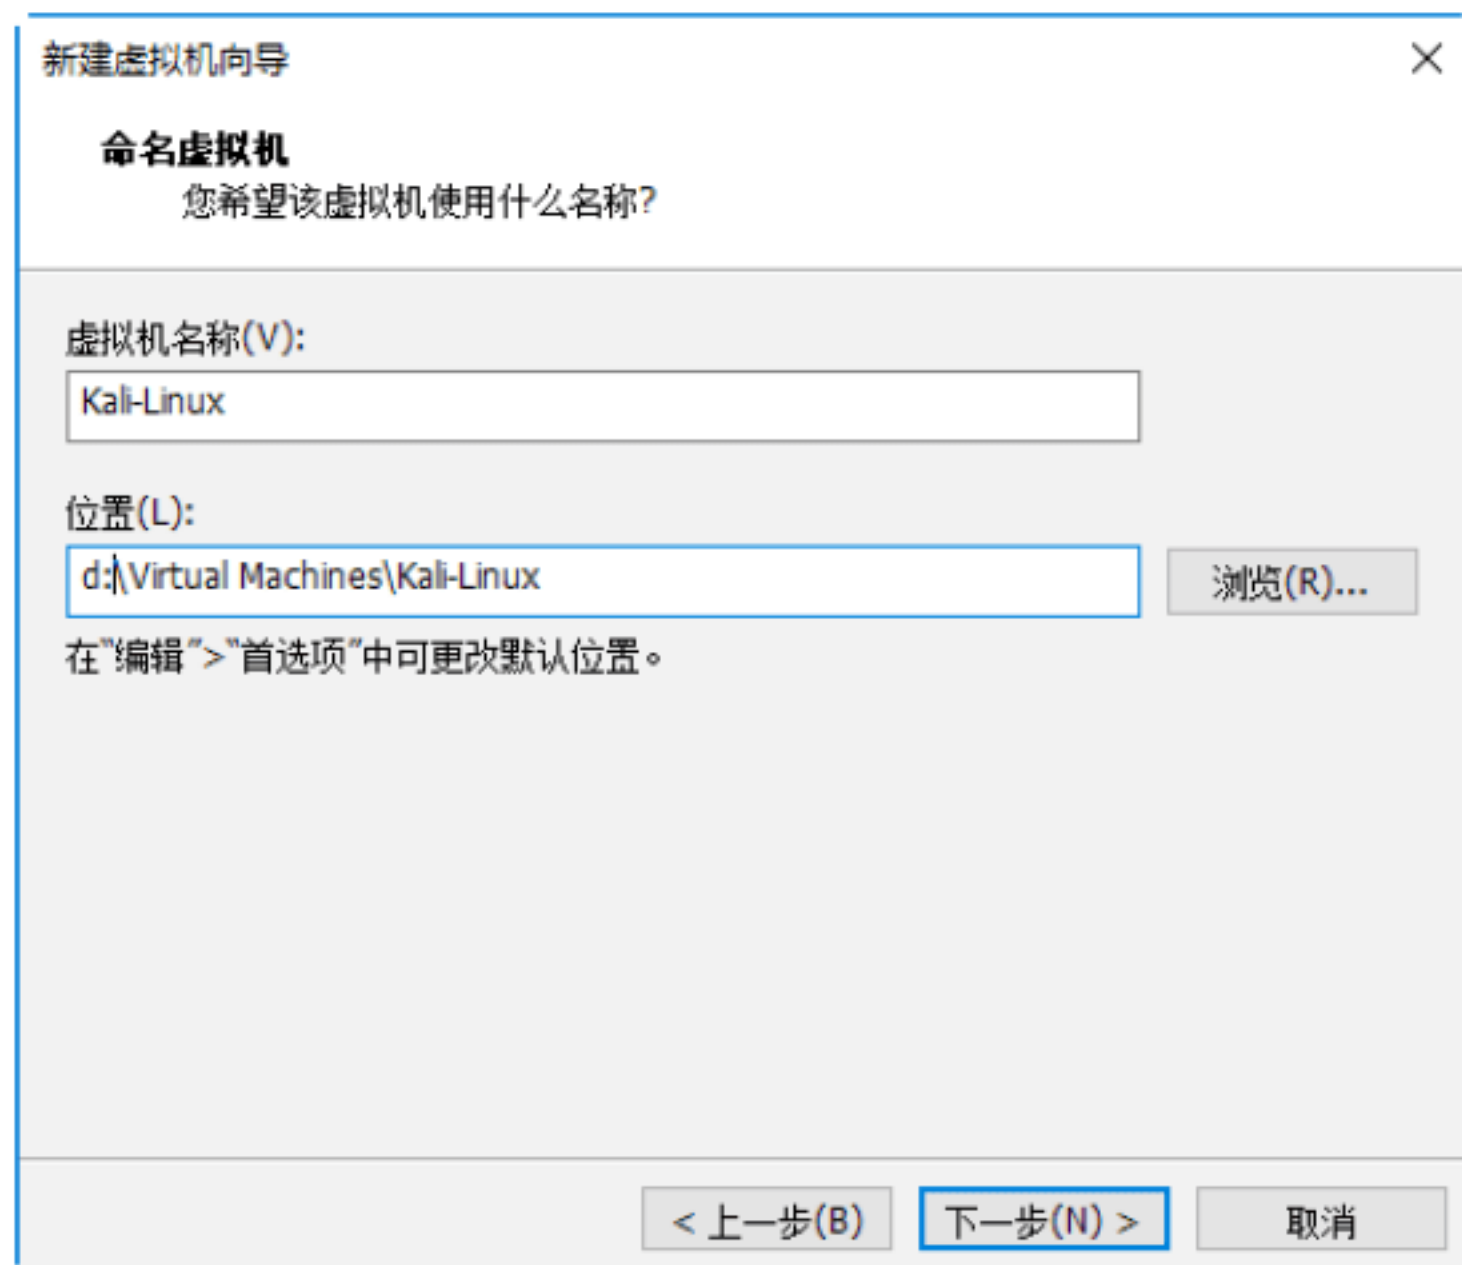 新建虚拟机向导
命名虚拟机
您希望该虚拟机使用什么名称?
虚拟机名称(V):
Kali-Linux
位置(L):
d:\Virtual Machines\Kali-Linux
浏览(R)...
在"编辑">"首选项"中可更改默认位置。
< 上一步(B)
下一步(N) >
取消